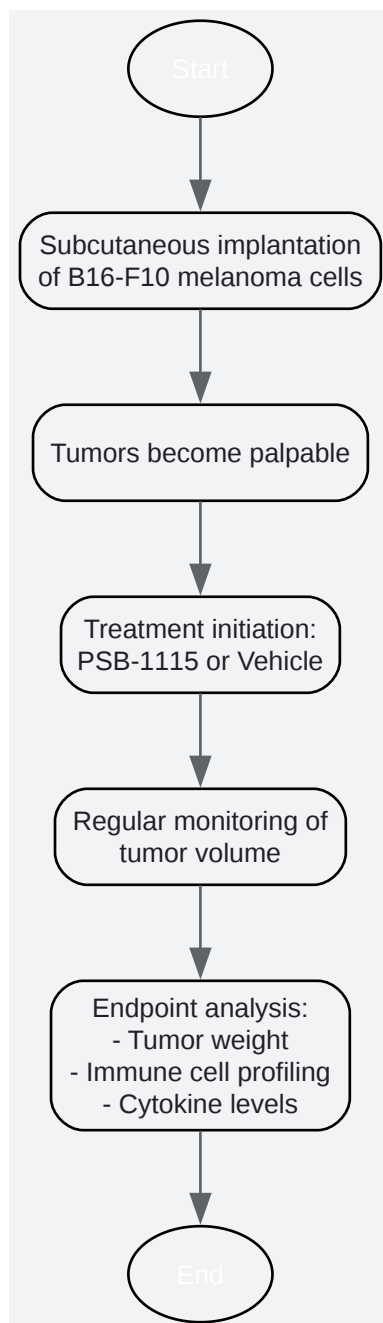 Start
Subcutaneous implantation
of B16-F10 melanoma cells
Tumors become palpable
Treatment initiation:
PSB-1115 or Vehicle
Regular monitoring of
tumor volume
Endpoint analysis:
- Tumor weight
- Immune cell profiling
- Cytokine levels
End